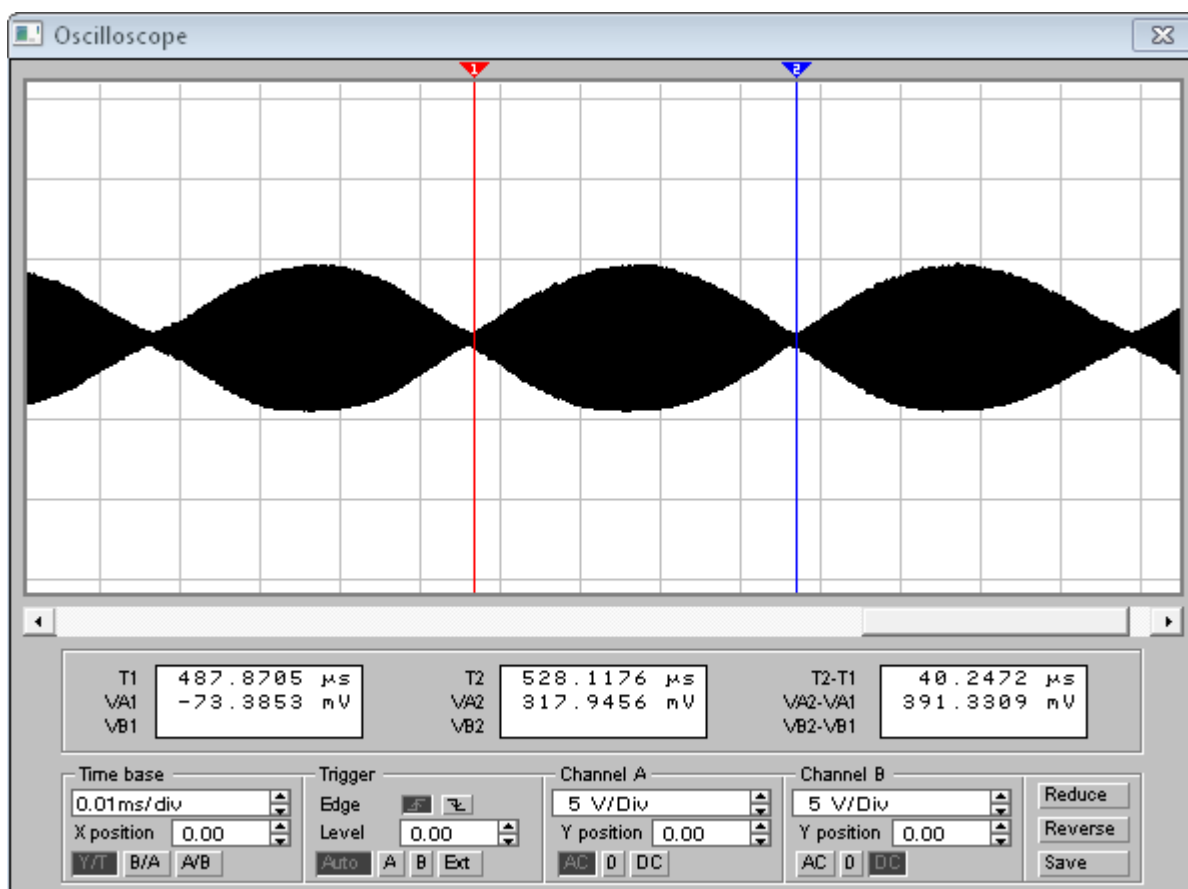 Oscilloscope
1 2
T1 487.8705 µs T2 528.1176 µs T2-T1 40.2472 µs
VA1 -73.3853 mV VA2 317.9456 mV VA2-VA1 391.3309 mV
VB1 VB2 VB2-VB1
Time base Trigger Channel A Channel B
0.01ms/div Edge 5 V/Div 5 V/Div Reduce
X position 0.00 Level 0.00 Y position 0.00 Y position 0.00 Reverse
Y/T B/A A/B Auto A B Ext AC 0 DC AC 0 DC Save